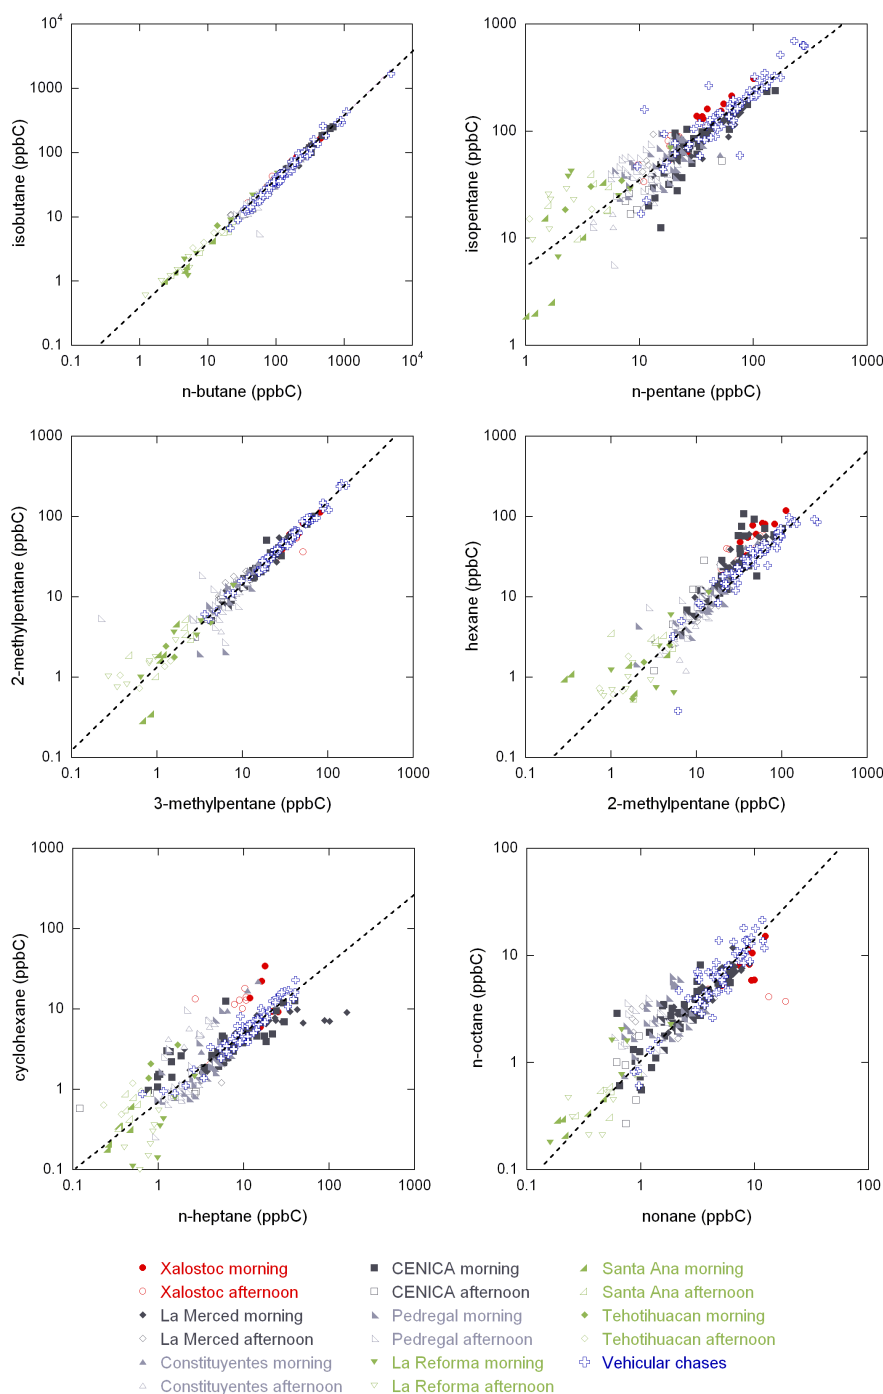 10⁴ 1000 100 10 1 0.1
isobutane (ppbC)
0.1 1 10 100 1000 10⁴
n-butane (ppbC)
1000 100 10 1
isopentane (ppbC)
1 10 100 1000
n-pentane (ppbC)
1000 100 10 1 0.1
2-methylpentane (ppbC)
0.1 1 10 100 1000
3-methylpentane (ppbC)
1000 100 10 1 0.1
hexane (ppbC)
0.1 1 10 100 1000
2-methylpentane (ppbC)
1000 100 10 1 0.1
cyclohexane (ppbC)
0.1 1 10 100 1000
n-heptane (ppbC)
100 10 1 0.1
n-octane (ppbC)
0.1 1 10 100
nonane (ppbC)
Xalostoc morning
Xalostoc afternoon
La Merced morning
La Merced afternoon
Constituyentes morning
Constituyentes afternoon
CENICA morning
CENICA afternoon
Pedregal morning
Pedregal afternoon
La Reforma morning
La Reforma afternoon
Santa Ana morning
Santa Ana afternoon
Tehotihuacan morning
Tehotihuacan afternoon
Vehicular chases